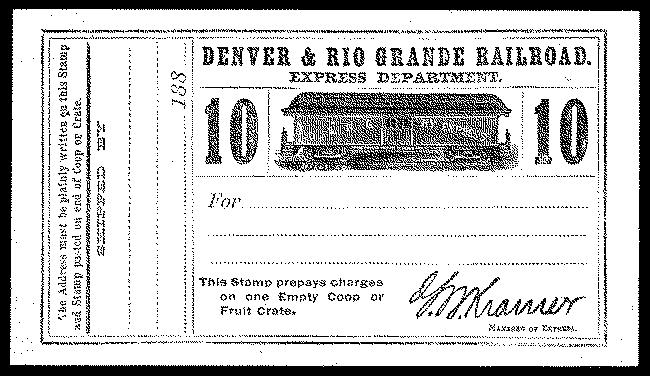 The Address must be plainly written on this Stamp
and Stamp pasted on end of Coop or Crate.
SHIPPED BY
188
DENVER & RIO GRANDE RAILROAD.
EXPRESS DEPARTMENT.
10
10
For
This Stamp prepays charges
on one Empty Coop or
Fruit Crate.
G. W. Kramer
MANAGER OF EXPRESS.